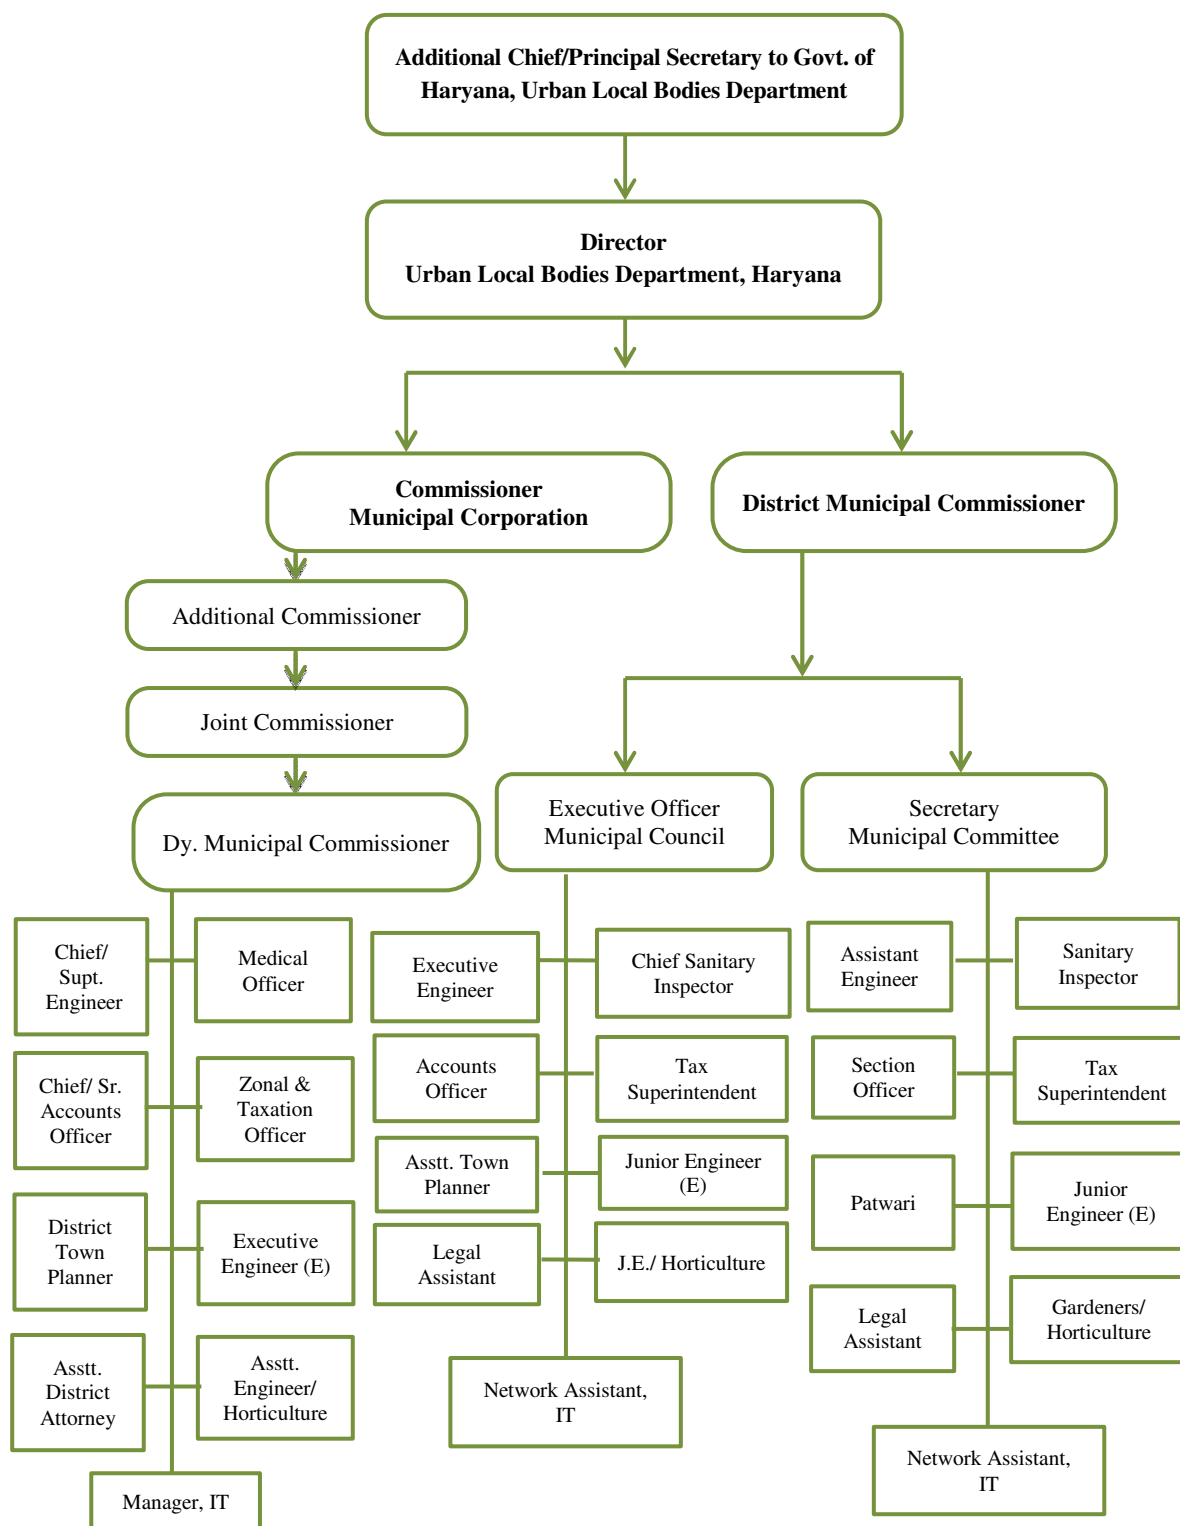 Additional Chief/Principal Secretary to Govt. of
Haryana, Urban Local Bodies Department
Director
Urban Local Bodies Department, Haryana
Commissioner
Municipal Corporation
District Municipal Commissioner
Additional Commissioner
Joint Commissioner
Dy. Municipal Commissioner
Executive Officer
Municipal Council
Secretary
Municipal Committee
Chief/
Supt.
Engineer
Medical
Officer
Chief/ Sr.
Accounts
Officer
Zonal &
Taxation
Officer
District
Town
Planner
Executive
Engineer (E)
Asstt.
District
Attorney
Asstt.
Engineer/
Horticulture
Manager, IT
Executive
Engineer
Chief Sanitary
Inspector
Accounts
Officer
Tax
Superintendent
Asstt. Town
Planner
Junior Engineer
(E)
Legal
Assistant
J.E./ Horticulture
Network Assistant,
IT
Assistant
Engineer
Sanitary
Inspector
Section
Officer
Tax
Superintendent
Patwari
Junior
Engineer (E)
Legal
Assistant
Gardeners/
Horticulture
Network Assistant,
IT